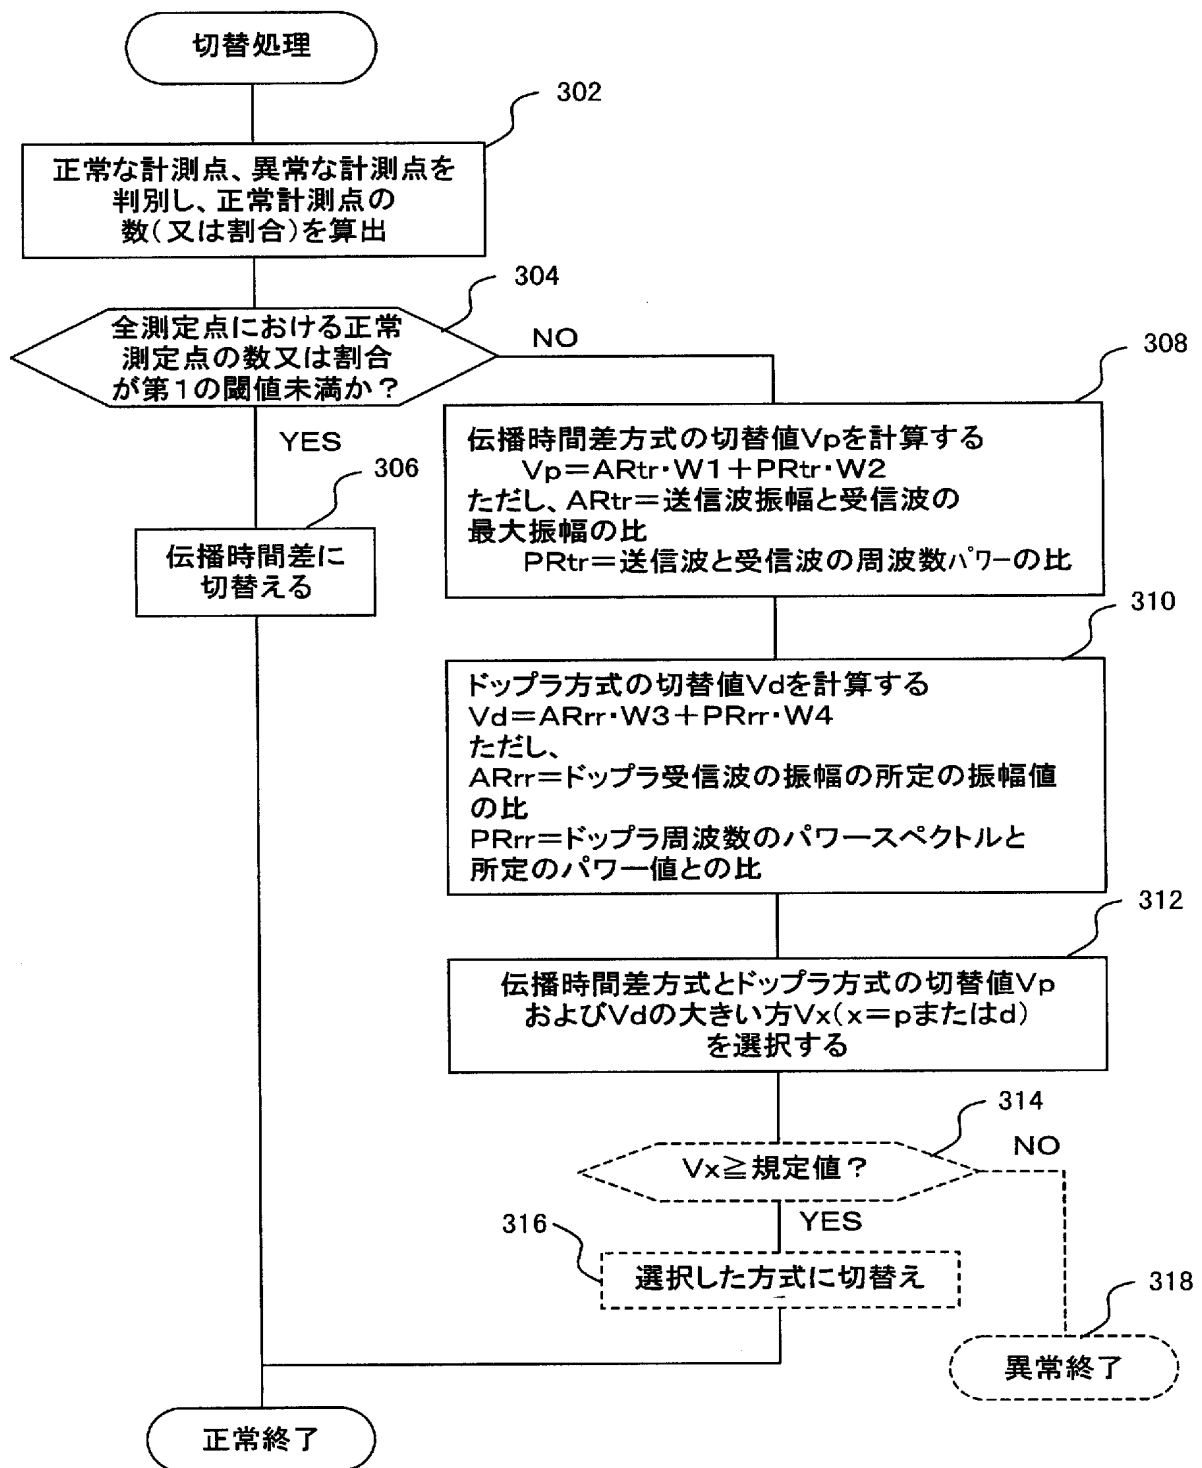 切替処理
302
正常な計測点、異常な計測点を
判別し、正常計測点の
数(又は割合)を算出
304
全測定点における正常
測定点の数又は割合
が第1の閾値未満か?
NO
YES
306
伝播時間差に
切替える
308
伝播時間差方式の切替値Vpを計算する
Vp=ARtr・W1+PRtr・W2
ただし、ARtr=送信波振幅と受信波の
最大振幅の比
PRtr=送信波と受信波の周波数パワーの比
310
ドップラ方式の切替値Vdを計算する
Vd=ARrr・W3+PRrr・W4
ただし、
ARrr=ドップラ受信波の振幅の所定の振幅値
の比
PRrr=ドップラ周波数のパワースペクトルと
所定のパワー値との比
312
伝播時間差方式とドップラ方式の切替値Vp
およびVdの大きい方Vx(x=pまたはd)
を選択する
314
Vx≧規定値?
NO
YES
316
選択した方式に切替え
318
異常終了
正常終了